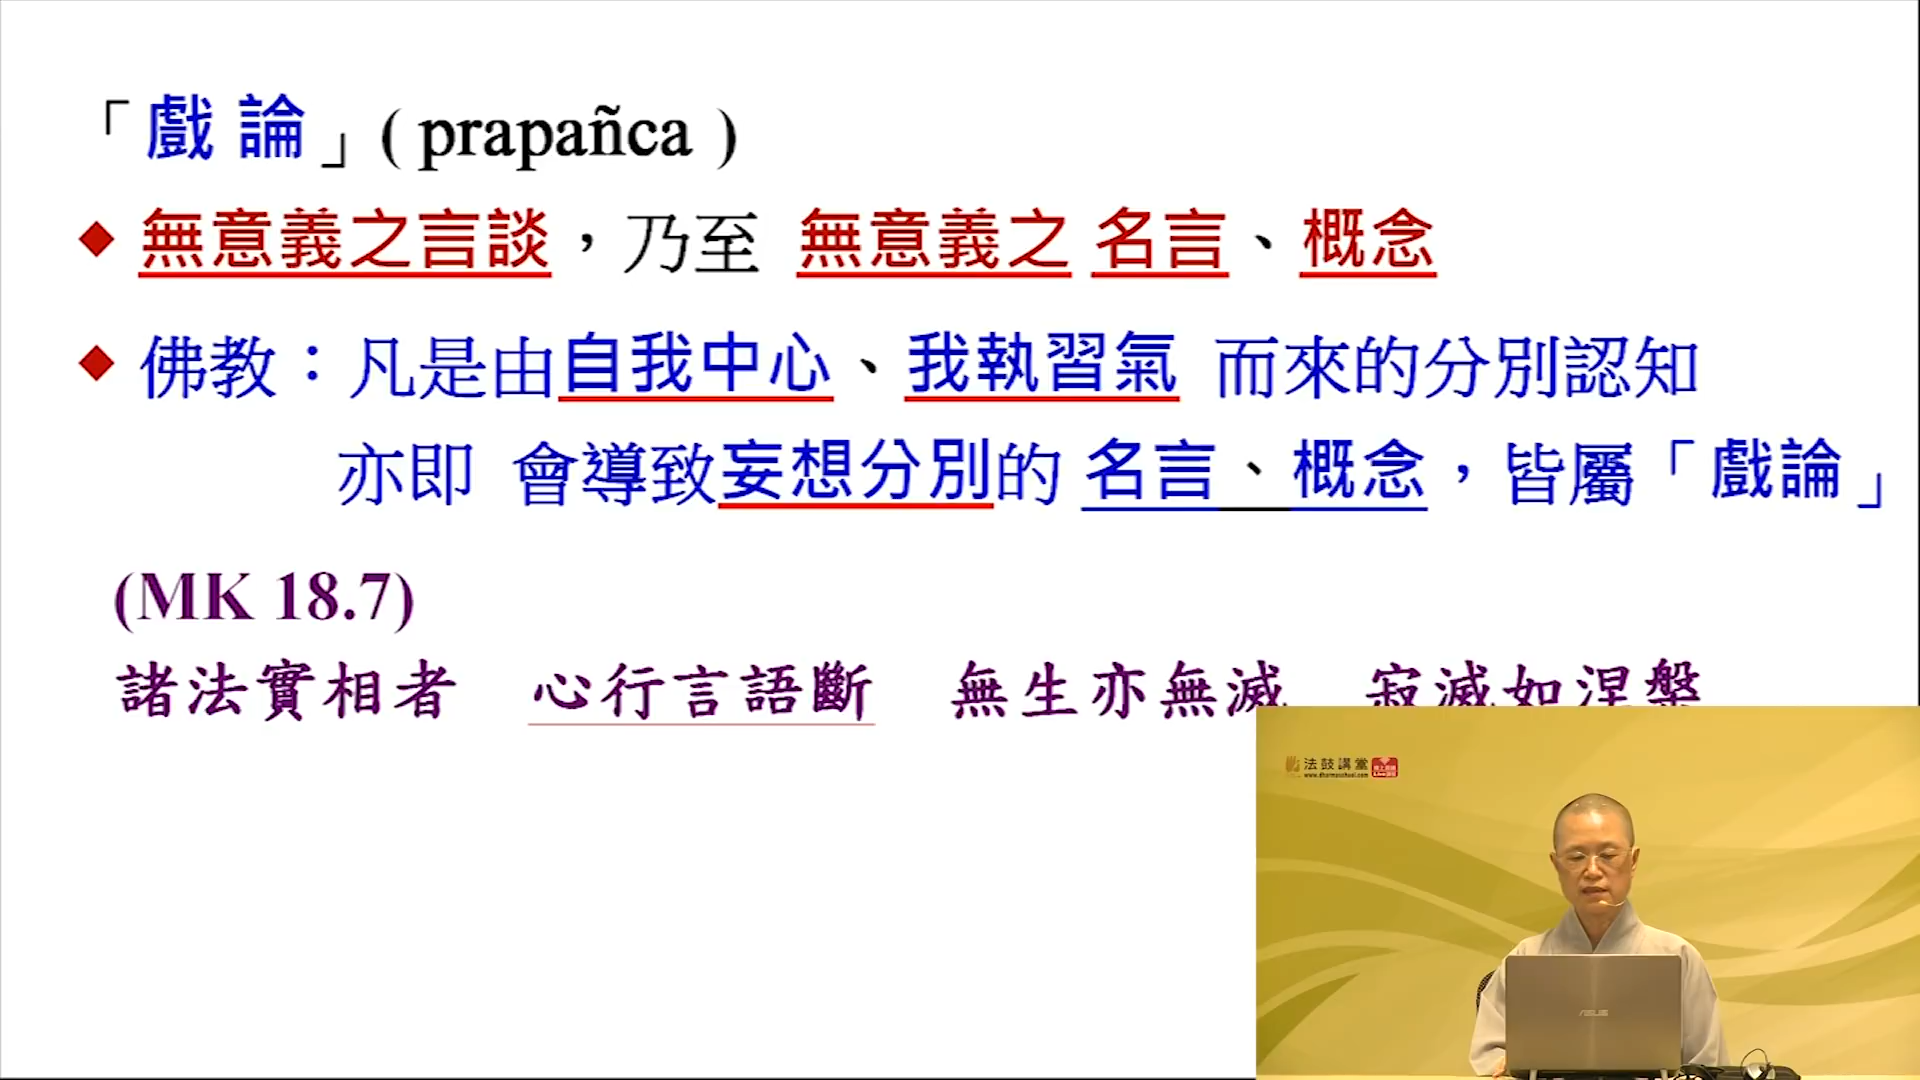 「戲論」( prapañca )
無意義之言談，乃至 無意義之 名言、概念
佛教：凡是由自我中心、我執習氣 而來的分別認知
亦即 會導致妄想分別的 名言、概念，皆屬「戲論」
(MK 18.7)
諸法實相者 心行言語斷 無生亦無滅 寂滅如涅槃
法鼓講堂
www.dharmaschool.com
ASUS